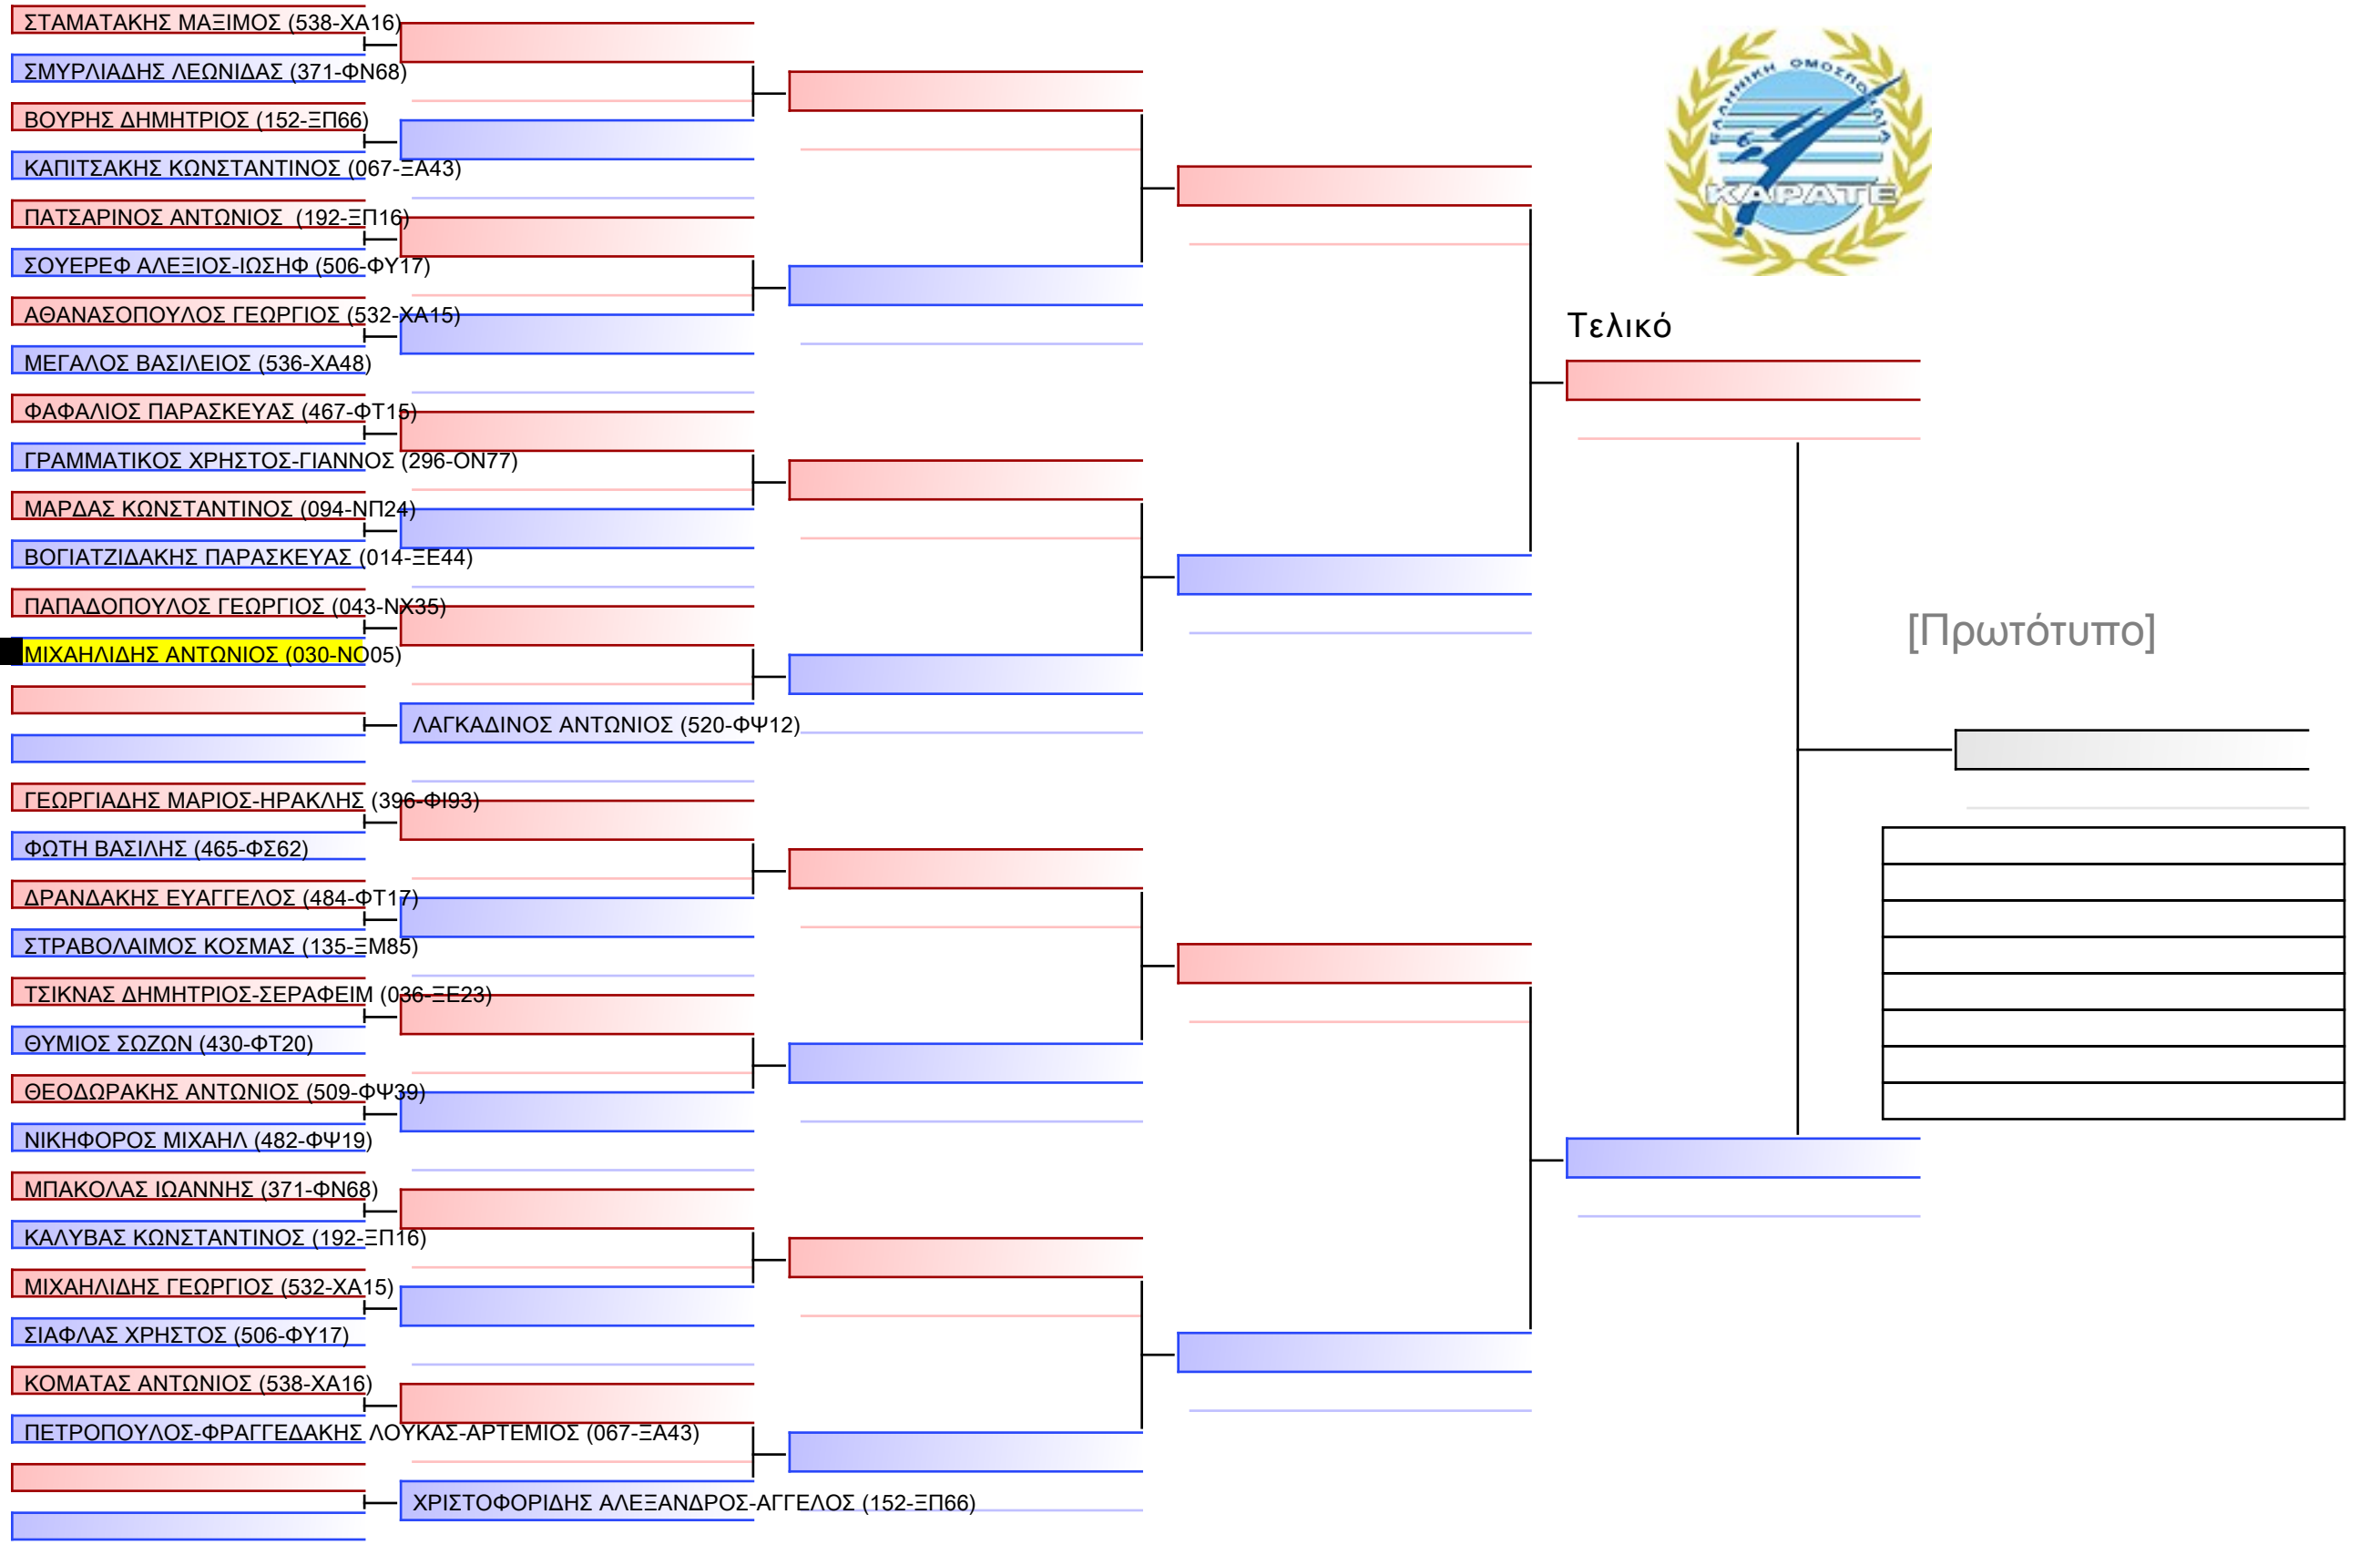 ΣΤΑΜΑΤΑΚΗΣ ΜΑΞΙΜΟΣ (538-ΧΑ16)
ΣΜΥΡΛΙΑΔΗΣ ΛΕΩΝΙΔΑΣ (371-ΦΝ68)
ΒΟΥΡΗΣ ΔΗΜΗΤΡΙΟΣ (152-ΞΠ66)
ΚΑΠΙΤΣΑΚΗΣ ΚΩΝΣΤΑΝΤΙΝΟΣ (067-ΞΑ43)
ΠΑΤΣΑΡΙΝΟΣ ΑΝΤΩΝΙΟΣ (192-ΞΠ16)
ΣΟΥΕΡΕΦ ΑΛΕΞΙΟΣ-ΙΩΣΗΦ (506-ΦΥ17)
ΑΘΑΝΑΣΟΠΟΥΛΟΣ ΓΕΩΡΓΙΟΣ (532-ΧΑ15)
ΜΕΓΑΛΟΣ ΒΑΣΙΛΕΙΟΣ (536-ΧΑ48)
ΦΑΦΑΛΙΟΣ ΠΑΡΑΣΚΕΥΑΣ (467-ΦΤ15)
ΓΡΑΜΜΑΤΙΚΟΣ ΧΡΗΣΤΟΣ-ΓΙΑΝΝΟΣ (296-ΟΝ77)
ΜΑΡΔΑΣ ΚΩΝΣΤΑΝΤΙΝΟΣ (094-ΝΠ24)
ΒΟΓΙΑΤΖΙΔΑΚΗΣ ΠΑΡΑΣΚΕΥΑΣ (014-ΞΕ44)
ΠΑΠΑΔΟΠΟΥΛΟΣ ΓΕΩΡΓΙΟΣ (043-ΝΧ35)
ΜΙΧΑΗΛΙΔΗΣ ΑΝΤΩΝΙΟΣ (030-ΝΟ05)
ΛΑΓΚΑΔΙΝΟΣ ΑΝΤΩΝΙΟΣ (520-ΦΨ12)
ΓΕΩΡΓΙΑΔΗΣ ΜΑΡΙΟΣ-ΗΡΑΚΛΗΣ (396-ΦΙ93)
ΦΩΤΗ ΒΑΣΙΛΗΣ (465-ΦΣ62)
ΔΡΑΝΔΑΚΗΣ ΕΥΑΓΓΕΛΟΣ (484-ΦΤ17)
ΣΤΡΑΒΟΛΑΙΜΟΣ ΚΟΣΜΑΣ (135-ΞΜ85)
ΤΣΙΚΝΑΣ ΔΗΜΗΤΡΙΟΣ-ΣΕΡΑΦΕΙΜ (036-ΞΕ23)
ΘΥΜΙΟΣ ΣΩΖΩΝ (430-ΦΤ20)
ΘΕΟΔΩΡΑΚΗΣ ΑΝΤΩΝΙΟΣ (509-ΦΨ39)
ΝΙΚΗΦΟΡΟΣ ΜΙΧΑΗΛ (482-ΦΨ19)
ΜΠΑΚΟΛΑΣ ΙΩΑΝΝΗΣ (371-ΦΝ68)
ΚΑΛΥΒΑΣ ΚΩΝΣΤΑΝΤΙΝΟΣ (192-ΞΠ16)
ΜΙΧΑΗΛΙΔΗΣ ΓΕΩΡΓΙΟΣ (532-ΧΑ15)
ΣΙΑΦΛΑΣ ΧΡΗΣΤΟΣ (506-ΦΥ17)
ΚΟΜΑΤΑΣ ΑΝΤΩΝΙΟΣ (538-ΧΑ16)
ΠΕΤΡΟΠΟΥΛΟΣ-ΦΡΑΓΓΕΔΑΚΗΣ ΛΟΥΚΑΣ-ΑΡΤΕΜΙΟΣ (067-ΞΑ43)
ΧΡΙΣΤΟΦΟΡΙΔΗΣ ΑΛΕΞΑΝΔΡΟΣ-ΑΓΓΕΛΟΣ (152-ΞΠ66)
ΕΛΛΗΝΙΚΗ ΟΜΟΣΠΟΝΔΙΑ
ΚΑΡΑΤΕ
Τελικό
[Πρωτότυπο]